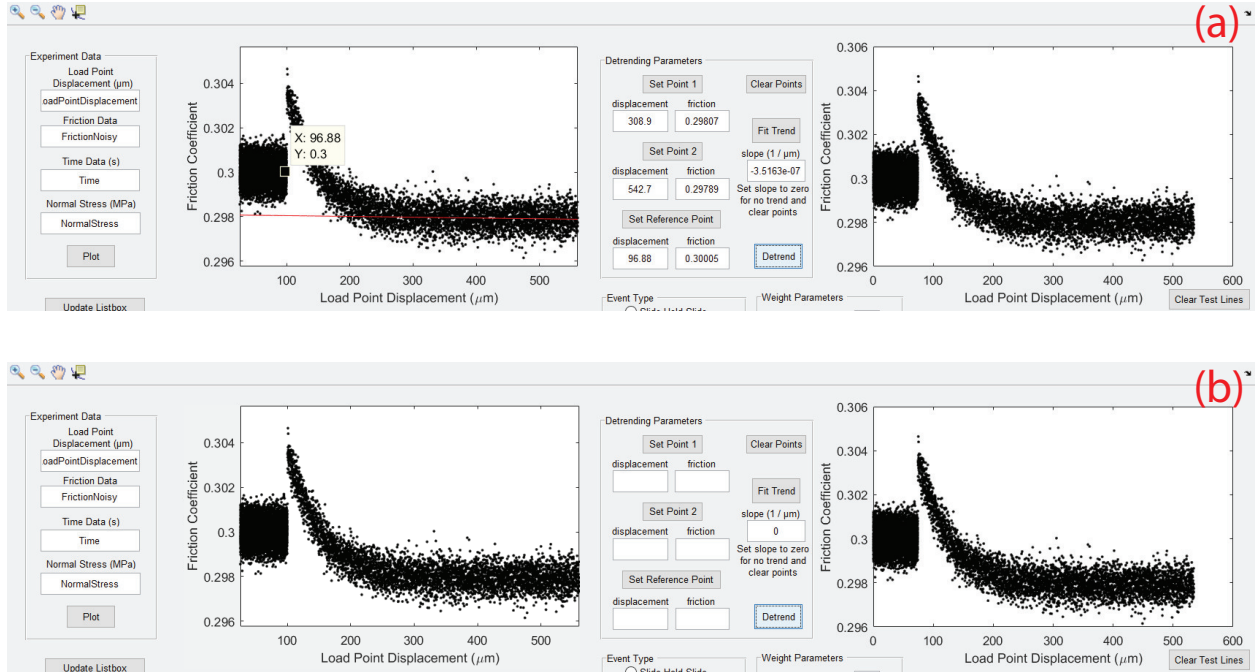 (a)
Experiment Data
Load Point
Displacement (µm)
oadPointDisplacement
Friction Data
FrictionNoisy
Time Data (s)
Time
Normal Stress (MPa)
NormalStress
Plot
Update Listbox
Friction Coefficient
0.304
0.302
0.3
0.298
0.296
X: 96.88
Y: 0.3
100 200 300 400 500
Load Point Displacement (µm)
Detrending Parameters
Set Point 1 Clear Points
displacement friction
308.9 0.29807
Fit Trend
Set Point 2
slope (1 / µm)
displacement friction
-3.5163e-07
542.7 0.29789
Set slope to zero
for no trend and
clear points
Set Reference Point
displacement friction
96.88 0.30005
Detrend
Event Type
Slide Hold Slide
Weight Parameters
Friction Coefficient
0.306
0.304
0.302
0.3
0.298
0.296
0 100 200 300 400 500 600
Load Point Displacement (µm)
Clear Test Lines
(b)
Experiment Data
Load Point
Displacement (µm)
oadPointDisplacement
Friction Data
FrictionNoisy
Time Data (s)
Time
Normal Stress (MPa)
NormalStress
Plot
Update Listbox
Friction Coefficient
0.304
0.302
0.3
0.298
0.296
100 200 300 400 500
Load Point Displacement (µm)
Detrending Parameters
Set Point 1 Clear Points
displacement friction
Fit Trend
Set Point 2
slope (1 / µm)
displacement friction
0
Set slope to zero
for no trend and
clear points
Set Reference Point
displacement friction
Detrend
Event Type
Slide Hold Slide
Weight Parameters
Friction Coefficient
0.306
0.304
0.302
0.3
0.298
0.296
0 100 200 300 400 500 600
Load Point Displacement (µm)
Clear Test Lines